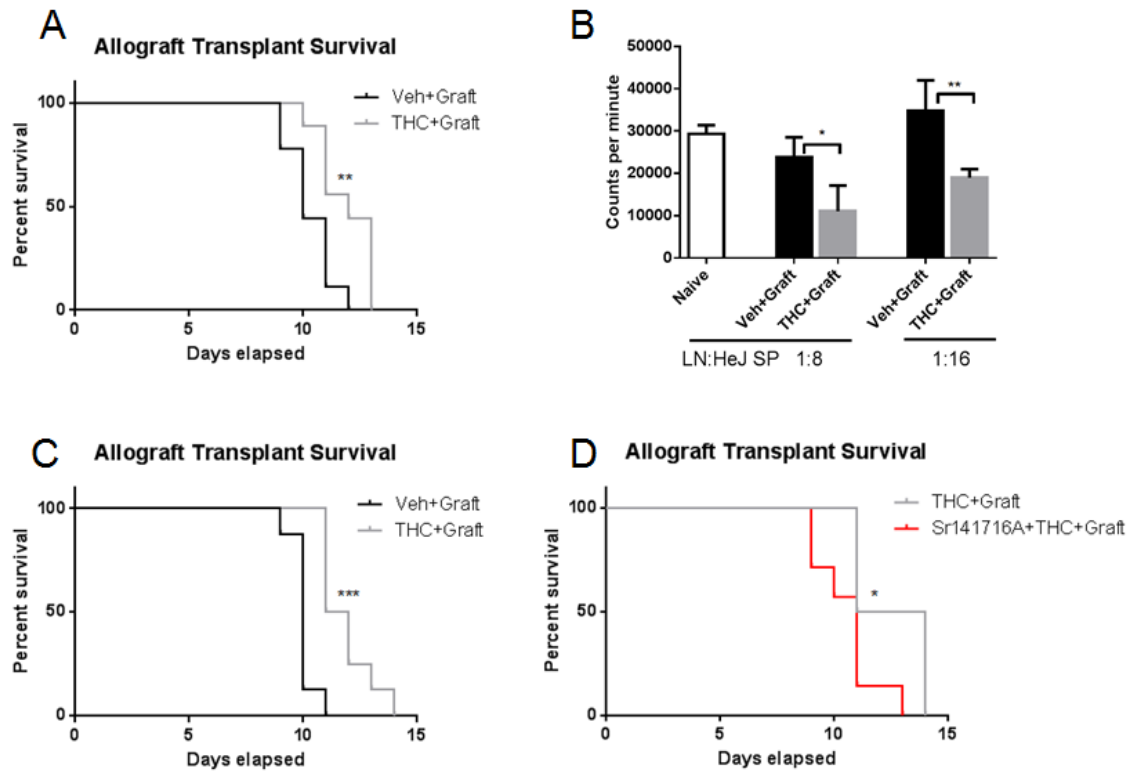 A
Allograft Transplant Survival
Veh+Graft
THC+Graft
**
Percent survival
100
50
0
0 5 10 15
Days elapsed
B
50000
40000
30000
20000
10000
0
Counts per minute
*
**
Naive
Veh+Graft
THC+Graft
Veh+Graft
THC+Graft
LN:HeJ SP 1:8 1:16
C
Allograft Transplant Survival
Veh+Graft
THC+Graft
***
Percent survival
100
50
0
0 5 10 15
Days elapsed
D
Allograft Transplant Survival
THC+Graft
Sr141716A+THC+Graft
*
Percent survival
100
50
0
0 5 10 15
Days elapsed